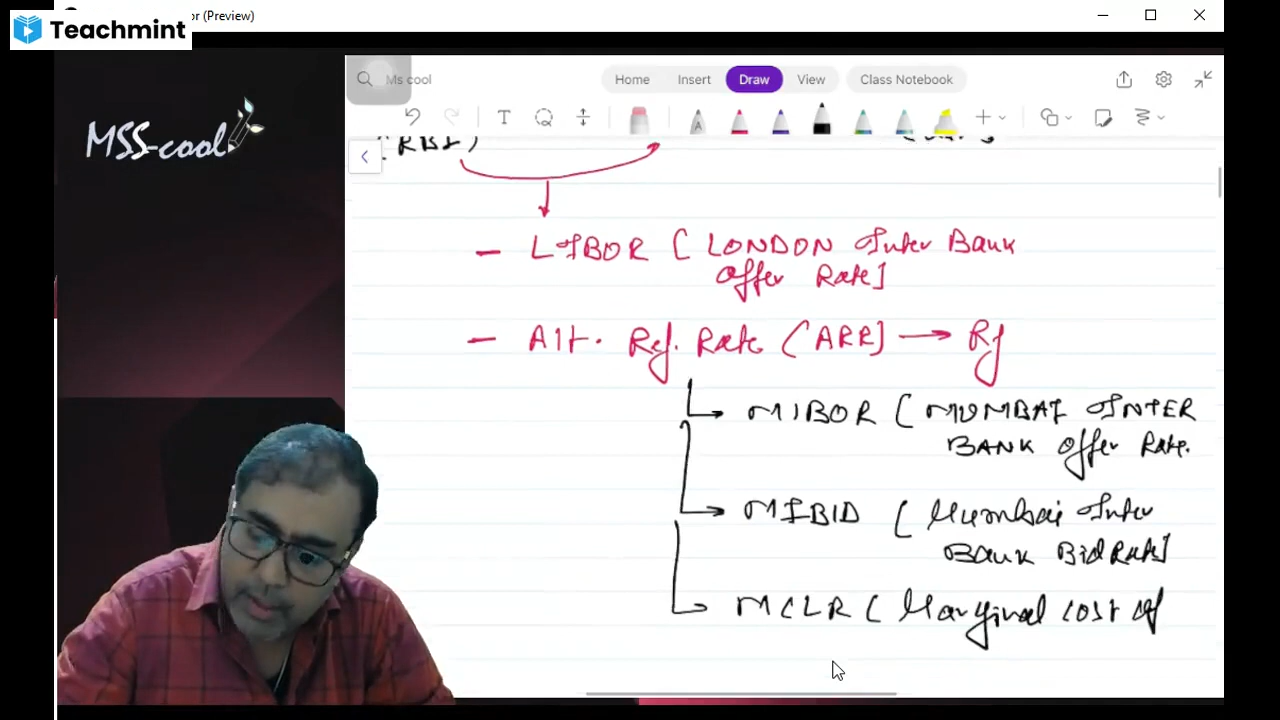 Teachmint
or (Preview)
MSS-cool
Ms cool
Home Insert Draw View Class Notebook
(RBI)
- LIBOR [LONDON Inter Bank
Offer Rate]
- Alt. Ref. Rate (ARR] → Rf
MIBOR (MUMBAI INTER
BANK Offer Rate.
MIBID (Mumbai Inter
Bank Bid Rate]
MCLR (Marginal cost of